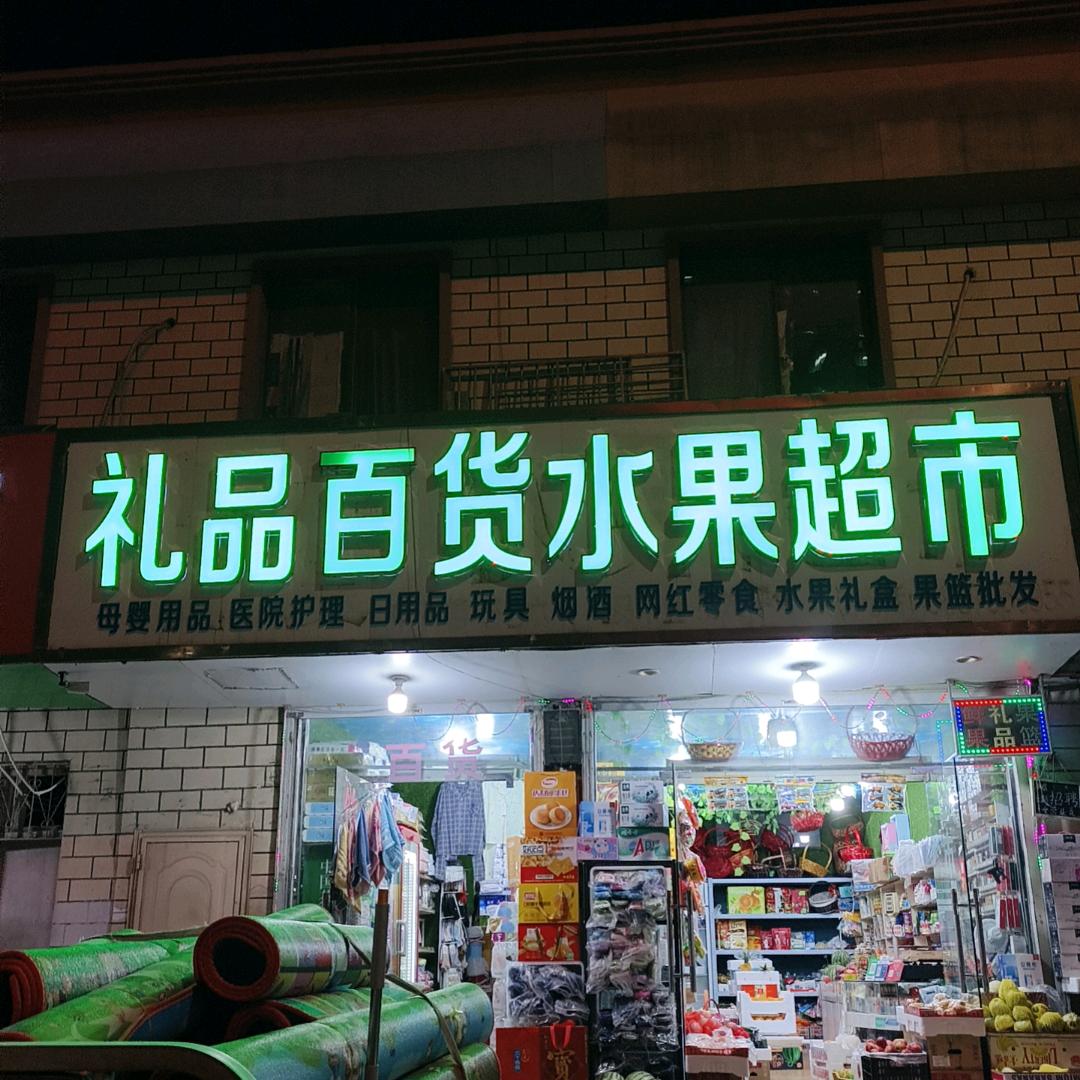 礼品百货水果超市
母婴用品 医院护理 日用品 玩具 烟酒 网红零食 水果礼盒 果篮批发
百货
礼品
果篮